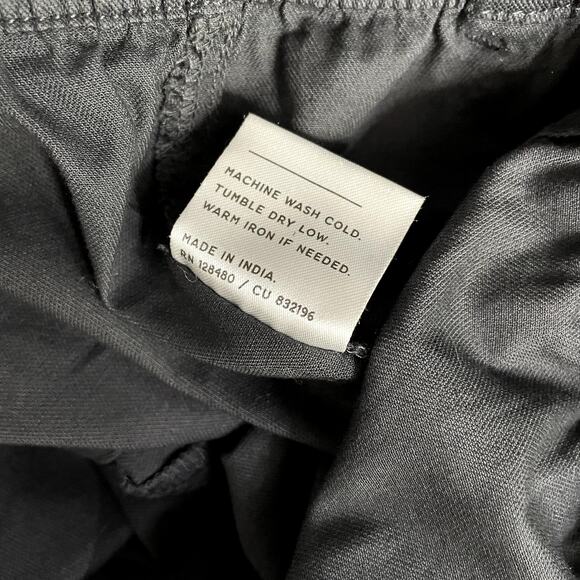 MACHINE WASH COLD.
TUMBLE DRY LOW.
WARM IRON IF NEEDED.
MADE IN INDIA.
RN 128480 / CU 832196